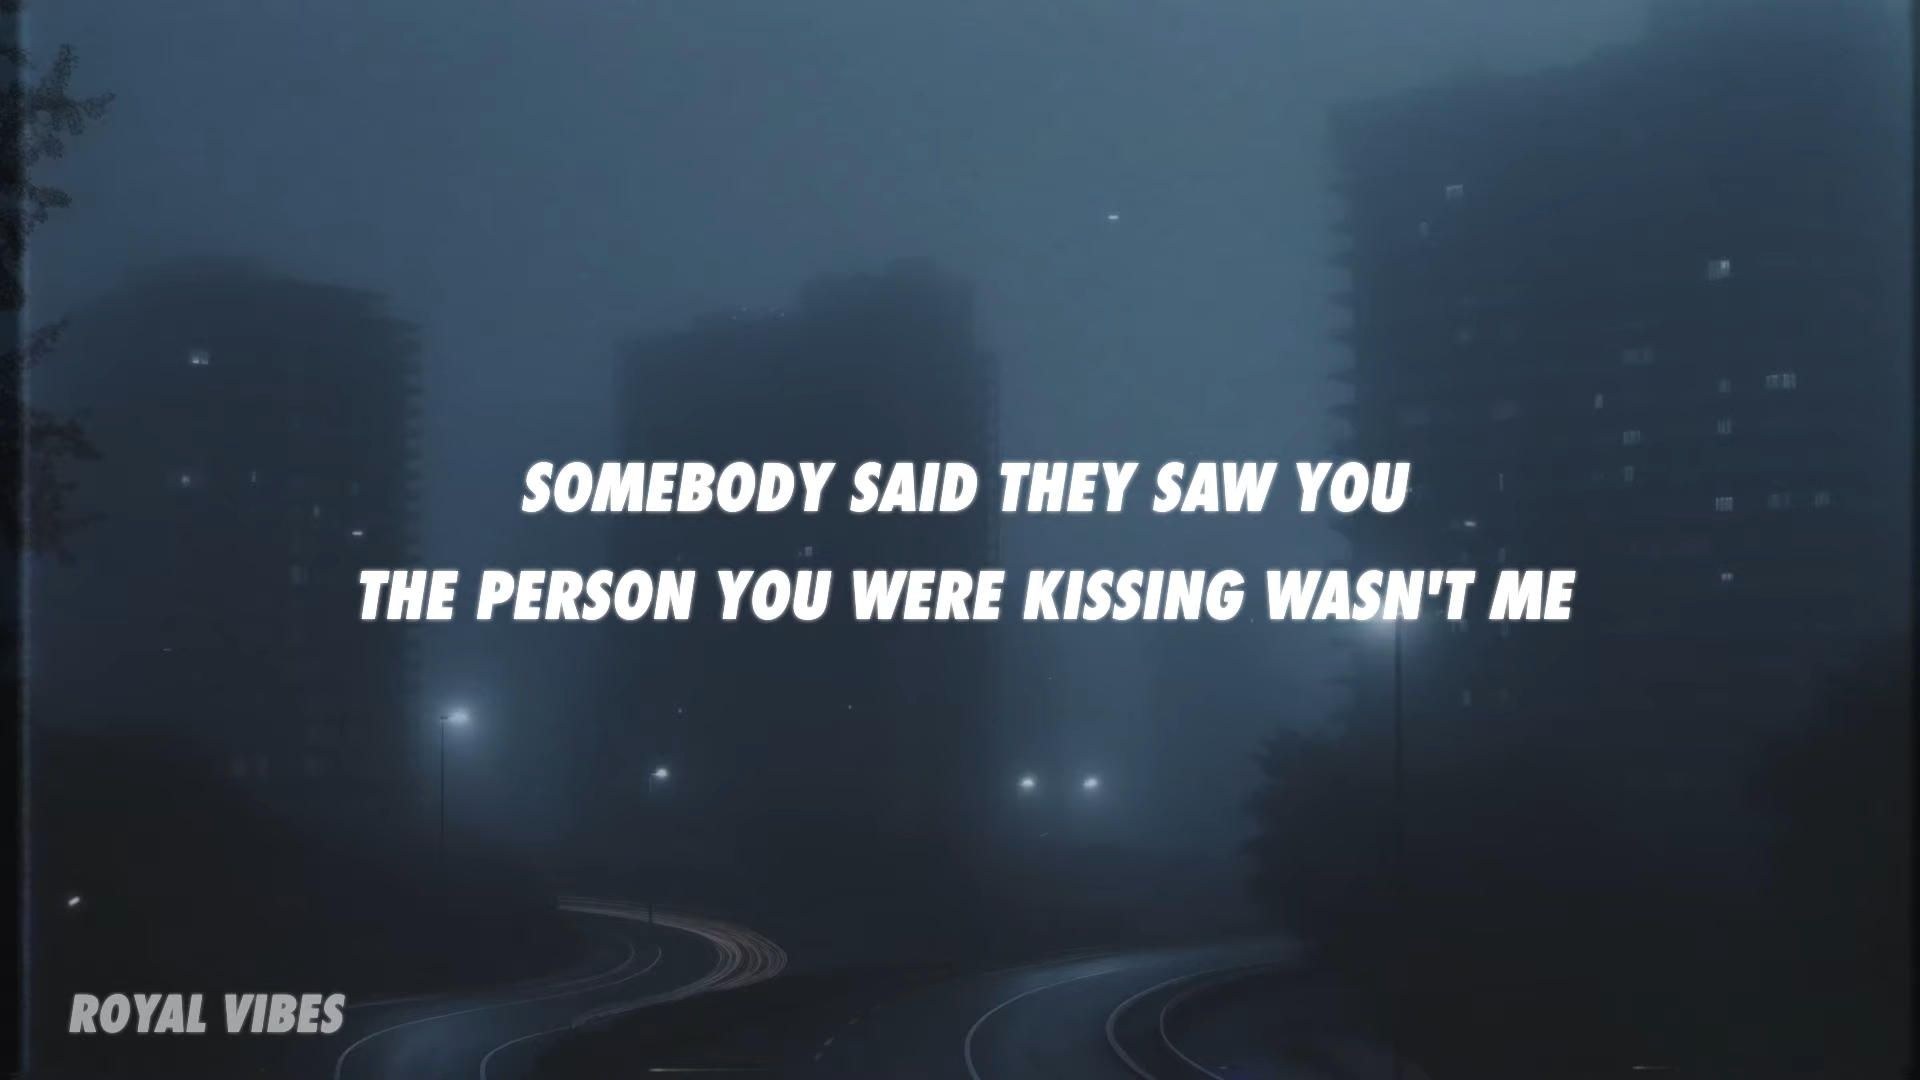 SOMEBODY SAID THEY SAW YOU
THE PERSON YOU WERE KISSING WASN'T ME
ROYAL VIBES